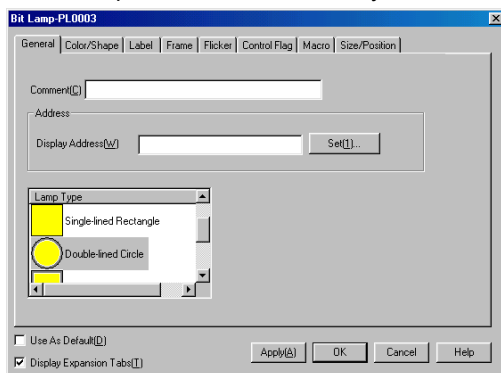 Bit Lamp-PL0003
General Color/Shape Label Frame Flicker Control Flag Macro Size/Position
Comment(C)
Address
Display Address(W) Set(1)...
Lamp Type
Single-lined Rectangle
Double-lined Circle
Use As Default(D)
Display Expansion Tabs(T)
Apply(A) OK Cancel Help